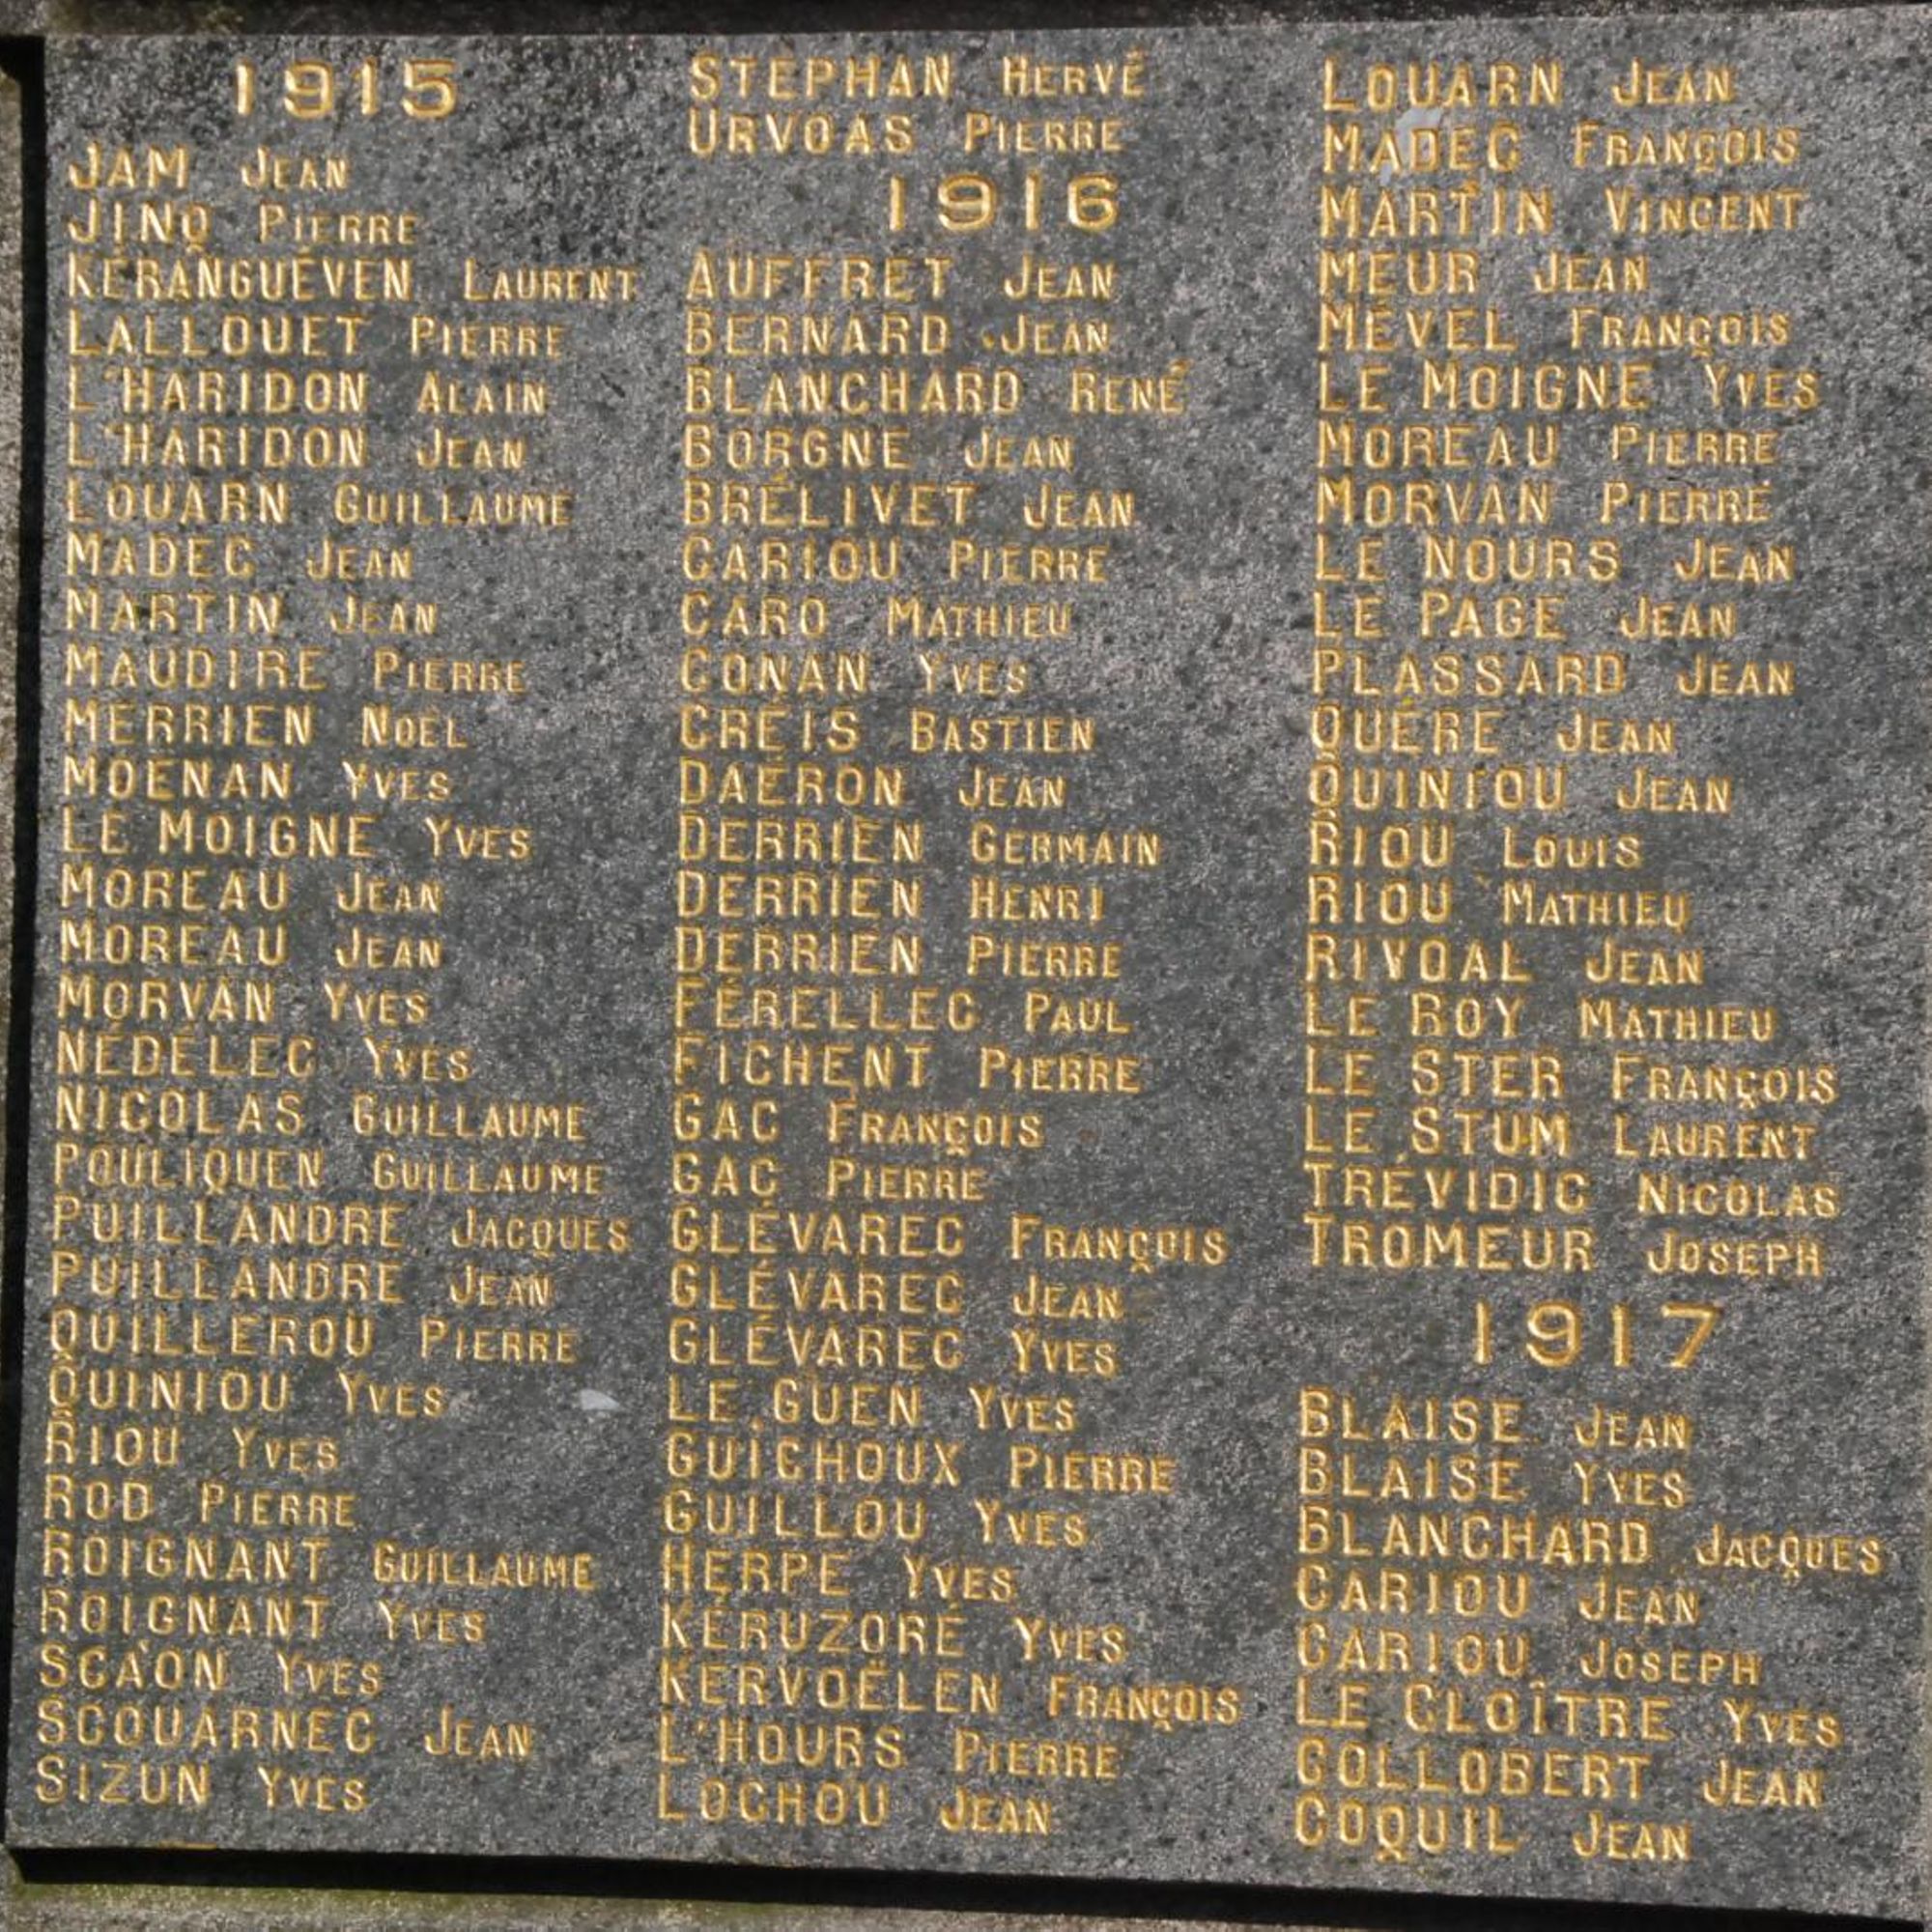 1915
JAM JEAN
JINQ PIERRE
KÉRANGUÉVEN LAURENT
LALLOUET PIERRE
L'HARIDON ALAIN
L'HARIDON JEAN
LOUARN GUILLAUME
MADEC JEAN
MARTIN JEAN
MAUDIRE PIERRE
MERRIEN NOËL
MOENAN YVES
LE MOIGNE YVES
MOREAU JEAN
MOREAU JEAN
MORVAN YVES
NÉDÉLEC YVES
NICOLAS GUILLAUME
POULIQUEN GUILLAUME
PUILLANDRE JACQUES
PUILLANDRE JEAN
QUILLEROU PIERRE
QUINIOU YVES
RIOU YVES
ROD PIERRE
ROIGNANT GUILLAUME
ROIGNANT YVES
SCAON YVES
SCOUARNEC JEAN
SIZUN YVES
STÉPHAN HERVÉ
URVOAS PIERRE
1916
AUFFRET JEAN
BERNARD JEAN
BLANCHARD RENÉ
BORGNE JEAN
BRÉLIVET JEAN
CARIOU PIERRE
CARO MATHIEU
CONAN YVES
CRÉIS BASTIEN
DAÉRON JEAN
DERRIEN GERMAIN
DERRIEN HENRI
DERRIEN PIERRE
FÉRELLEC PAUL
FICHENT PIERRE
GAC FRANÇOIS
GAC PIERRE
GLÉVAREC FRANÇOIS
GLÉVAREC JEAN
GLÉVAREC YVES
LE GUEN YVES
GUICHOUX PIERRE
GUILLOU YVES
HERPE YVES
KÉRUZORÉ YVES
KERVOËLEN FRANÇOIS
L'HOURS PIERRE
LOCHOU JEAN
LOUARN JEAN
MADEC FRANÇOIS
MARTIN VINCENT
MEUR JEAN
MÉVEL FRANÇOIS
LE MOIGNE YVES
MOREAU PIERRE
MORVAN PIERRE
LE NOURS JEAN
LE PAGE JEAN
PLASSARD JEAN
QUÉRÉ JEAN
QUINIOU JEAN
RIOU LOUIS
RIOU MATHIEU
RIVOAL JEAN
LE ROY MATHIEU
LE STER FRANÇOIS
LE STUM LAURENT
TRÉVIDIC NICOLAS
TROMEUR JOSEPH
1917
BLAISE JEAN
BLAISE YVES
BLANCHARD JACQUES
CARIOU JEAN
CARIOU JOSEPH
LE CLOÎTRE YVES
COLLOBERT JEAN
COQUIL JEAN